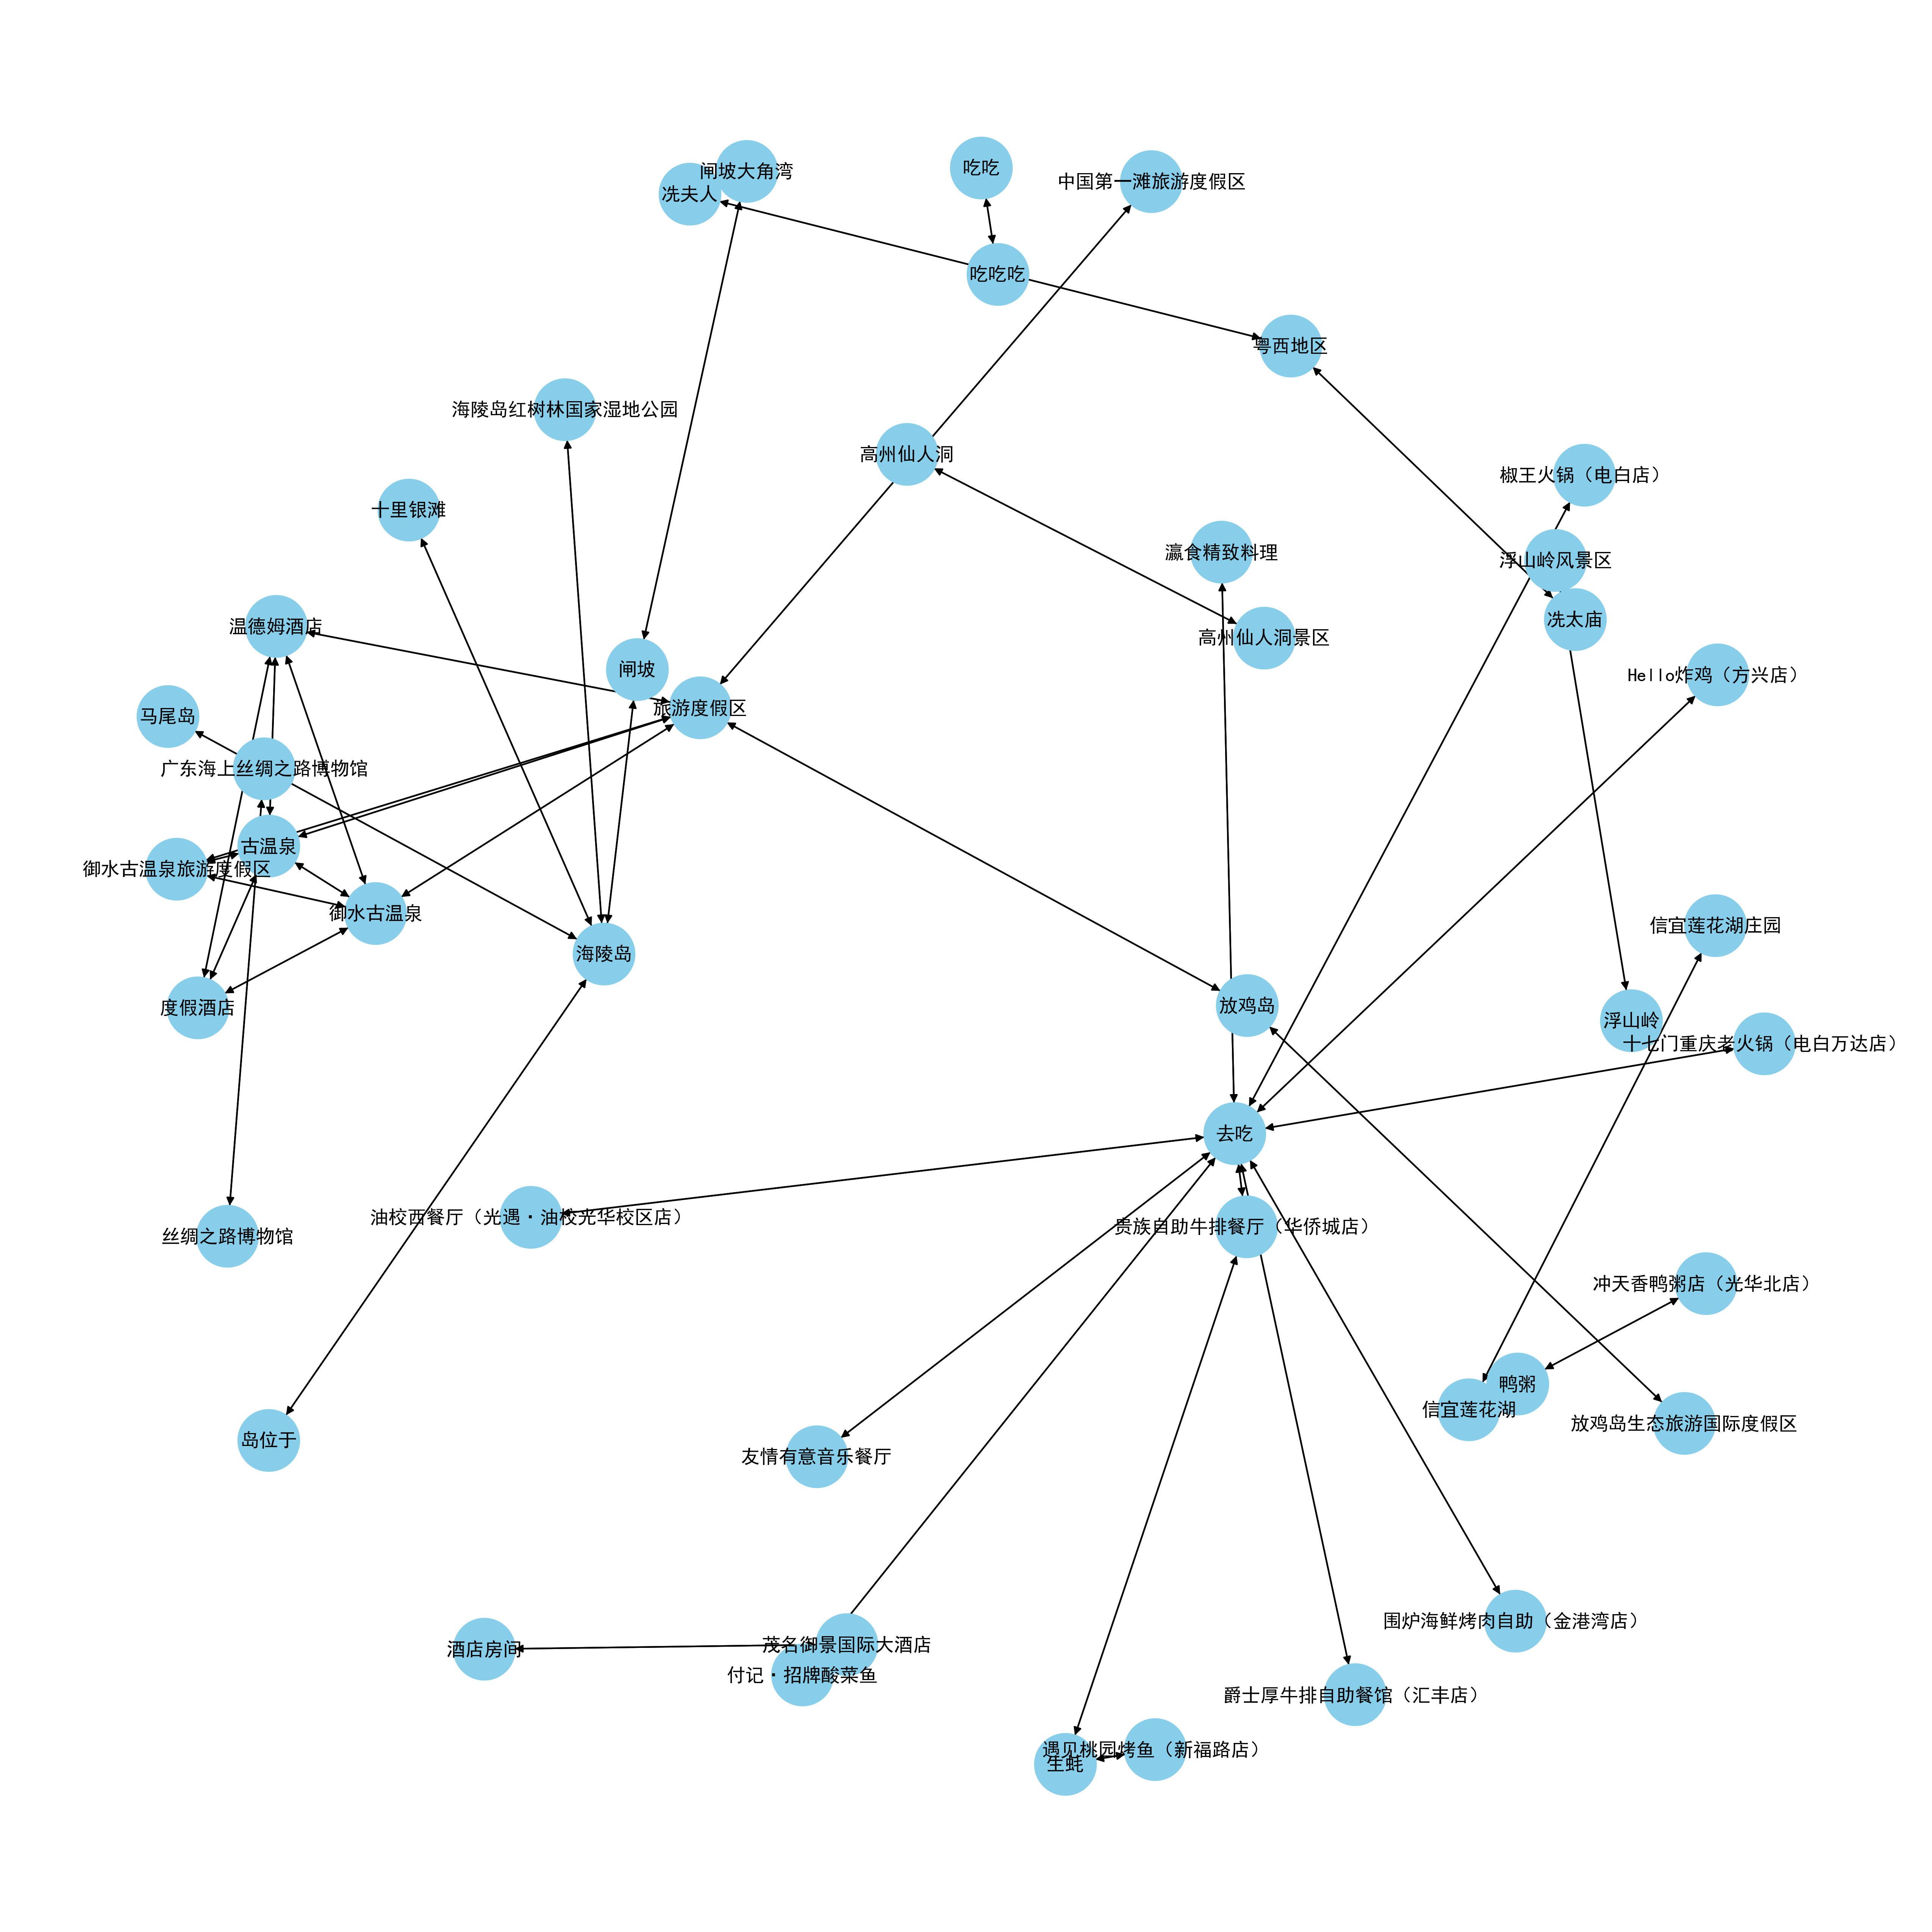 吃吃
闸坡大角湾
中国第一滩旅游度假区
冼夫人
吃吃吃
粤西地区
海陵岛红树林国家湿地公园
高州仙人洞
椒王火锅（电白店）
十里银滩
瀛食精致料理
浮山岭风景区
冼太庙
温德姆酒店
高州仙人洞景区
闸坡
Hello炸鸡（方兴店）
旅游度假区
马尾岛
广东海上丝绸之路博物馆
古温泉
御水古温泉旅游度假区
御水古温泉
信宜莲花湖庄园
海陵岛
度假酒店
放鸡岛
浮山岭
十七门重庆老火锅（电白万达店）
去吃
油校西餐厅（光遇·油校光华校区店）
贵族自助牛排餐厅（华侨城店）
丝绸之路博物馆
冲天香鸭粥店（光华北店）
鸭粥
信宜莲花湖
放鸡岛生态旅游国际度假区
岛位于
友情有意音乐餐厅
围炉海鲜烤肉自助（金港湾店）
茂名御景国际大酒店
酒店房间
付记·招牌酸菜鱼
爵士厚牛排自助餐馆（汇丰店）
遇见桃园烤鱼（新福路店）
生蚝